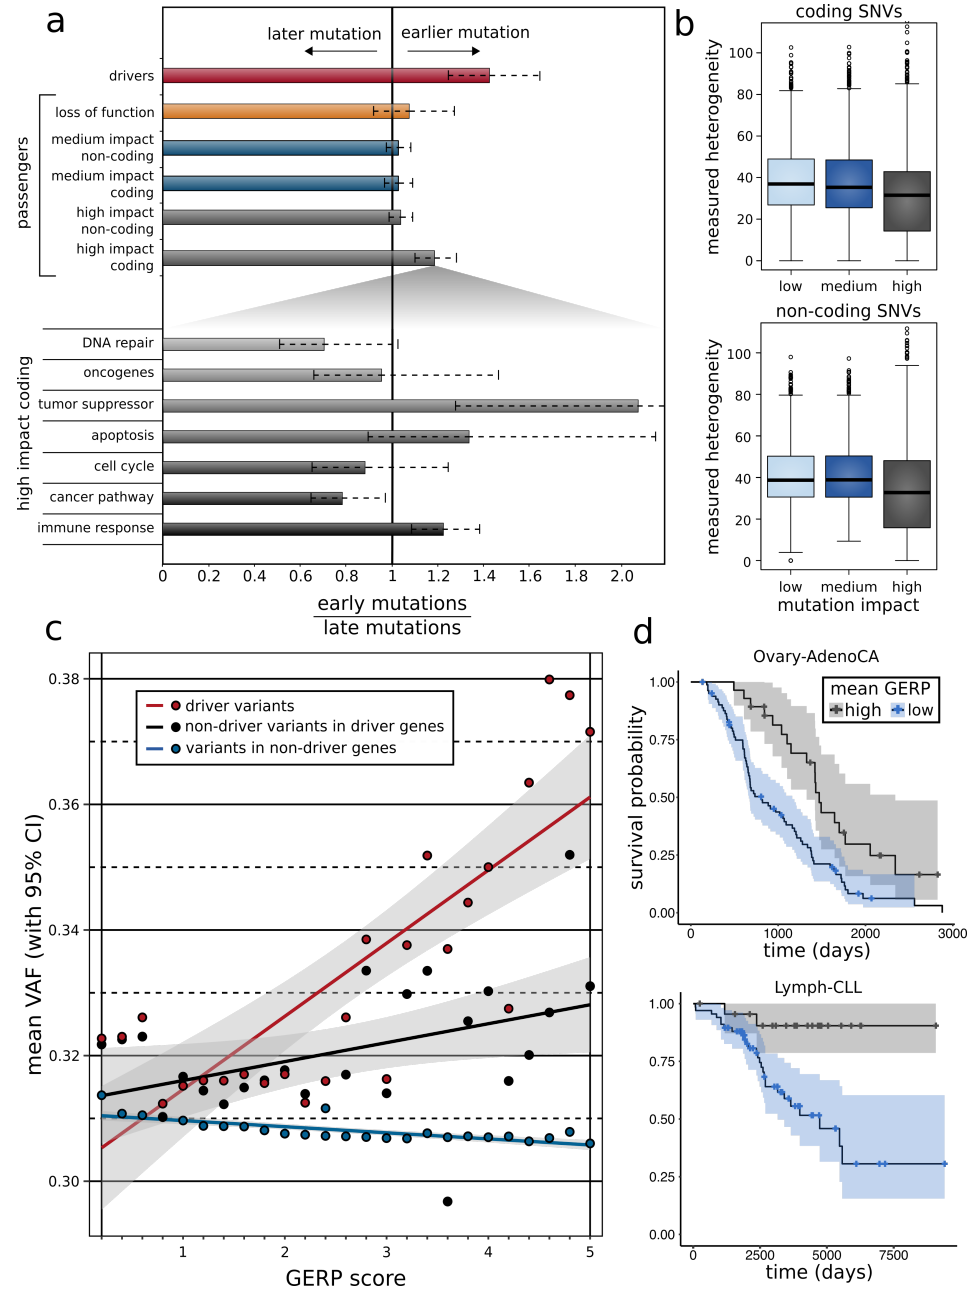 a
later mutation
earlier mutation
drivers
passengers
loss of function
medium impact
non-coding
medium impact
coding
high impact
non-coding
high impact
coding
high impact coding
DNA repair
oncogenes
tumor suppressor
apoptosis
cell cycle
cancer pathway
immune response
0 0.2 0.4 0.6 0.8 1 1.2 1.4 1.6 1.8 2.0
early mutations
late mutations
b
coding SNVs
measured heterogeneity
100
80
60
40
20
0
low medium high
non-coding SNVs
measured heterogeneity
100
80
60
40
20
0
low medium high
mutation impact
c
mean VAF (with 95% CI)
0.38
0.36
0.34
0.32
0.30
driver variants
non-driver variants in driver genes
variants in non-driver genes
1 2 3 4 5
GERP score
d
Ovary-AdenoCA
survival probability
1.00
0.75
0.50
0.25
0.00
mean GERP
high low
0 1000 2000 3000
time (days)
Lymph-CLL
1.00
0.75
0.50
0.25
0.00
0 2500 5000 7500
time (days)